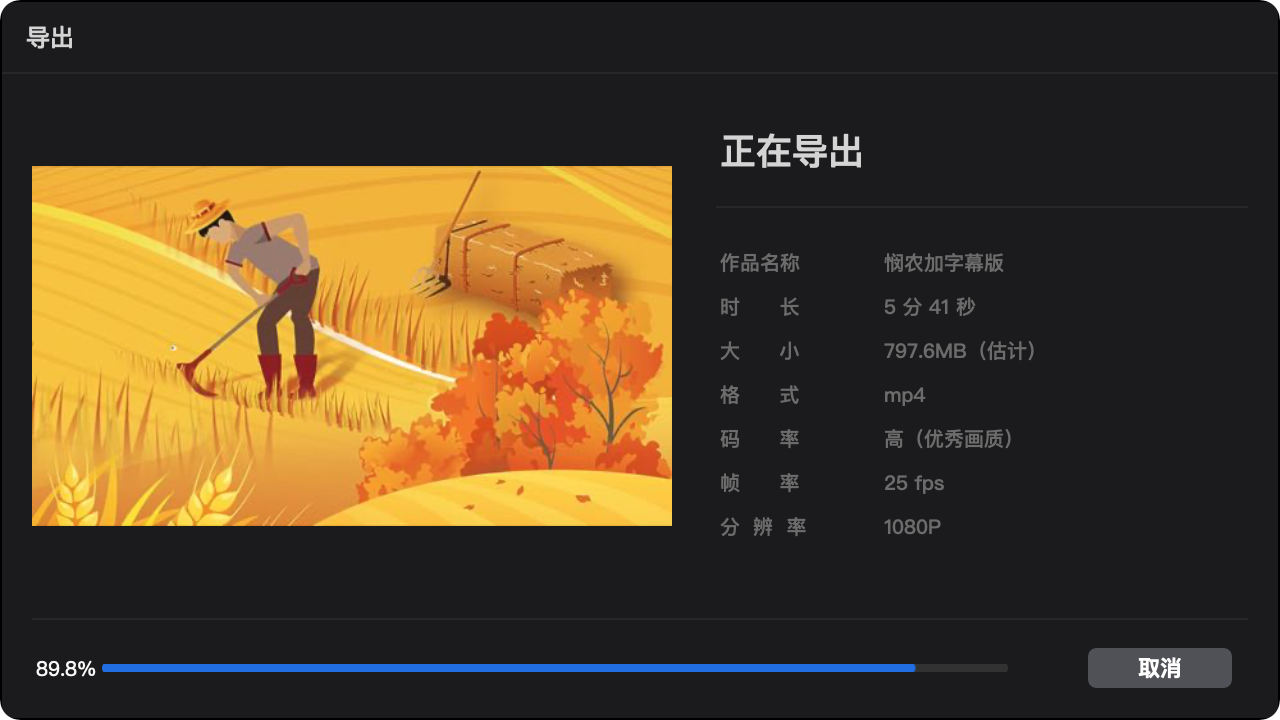 导出
正在导出
作品名称 悯农加字幕版
时 长 5 分 41 秒
大 小 797.6MB（估计）
格 式 mp4
码 率 高（优秀画质）
帧 率 25 fps
分 辨 率 1080P
89.8%
取消